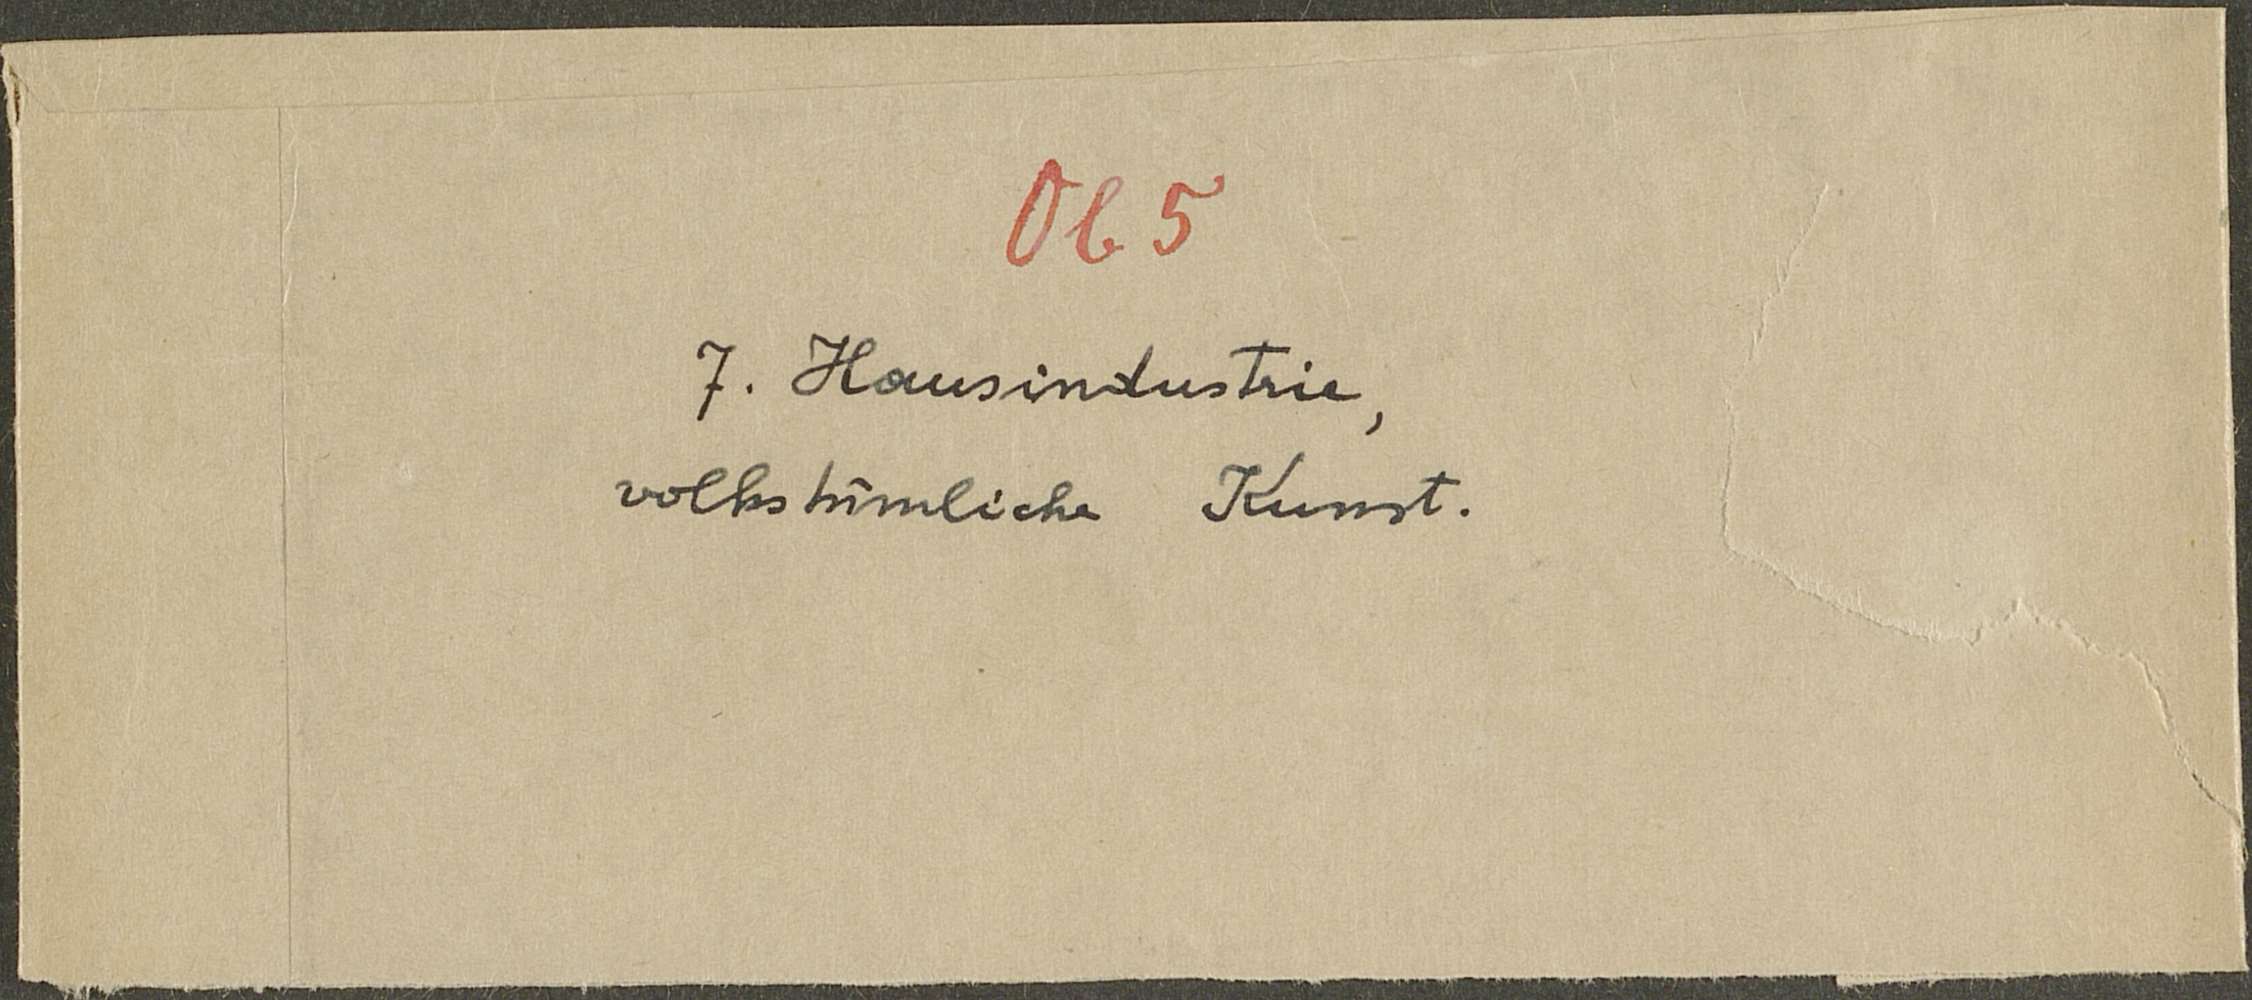 Ob 5
7. Hausindustrie,
volkstümliche Kunst.